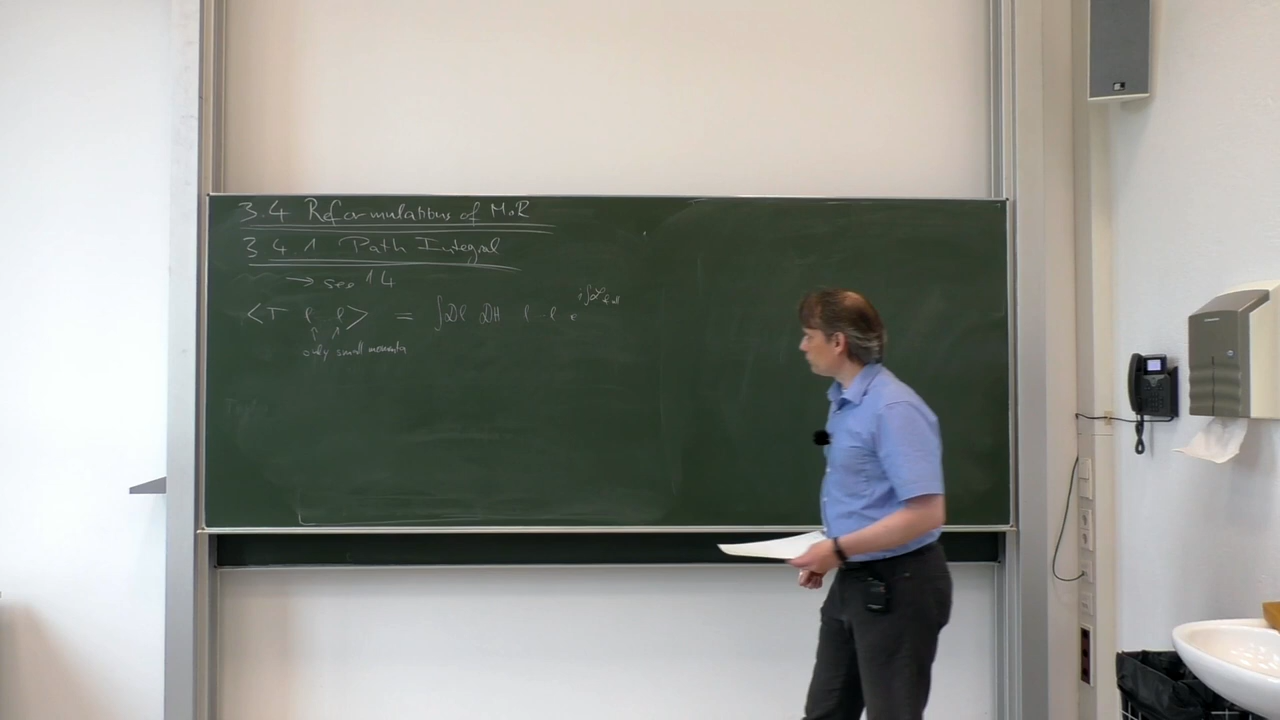 3.4 Reformulations of MoR
3.4.1 Path Integral
→ see 1.4
<T ℓ...ℓ> = ∫Dℓ DH ℓ...ℓ e^{i∫ℒ_full}
only small momenta